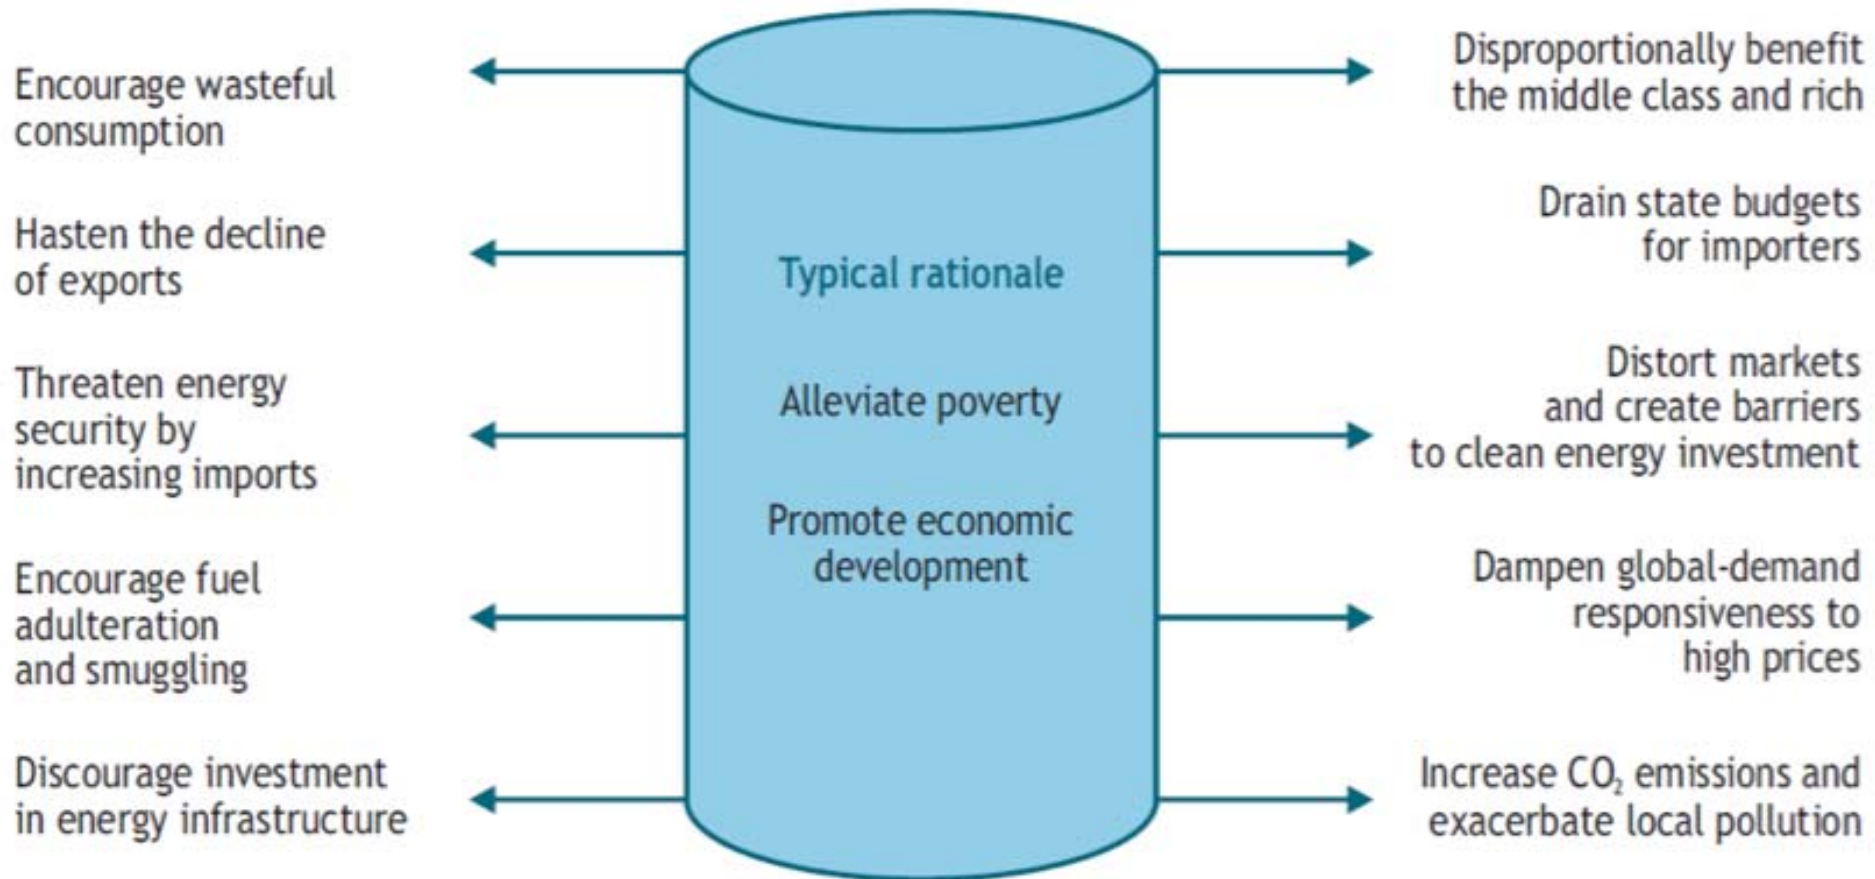 Encourage wasteful
consumption
Hasten the decline
of exports
Threaten energy
security by
increasing imports
Encourage fuel
adulteration
and smuggling
Discourage investment
in energy infrastructure
Typical rationale
Alleviate poverty
Promote economic
development
Disproportionally benefit
the middle class and rich
Drain state budgets
for importers
Distort markets
and create barriers
to clean energy investment
Dampen global-demand
responsiveness to
high prices
Increase CO₂ emissions and
exacerbate local pollution